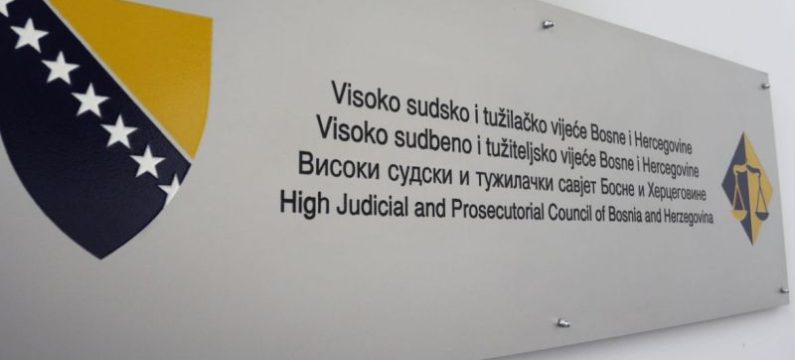 Visoko sudsko i tužilačko vijeće Bosne i Hercegovine
Visoko sudbeno i tužiteljsko vijeće Bosne i Hercegovine
Високи судски и тужилачки савјет Босне и Херцеговине
High Judicial and Prosecutorial Council of Bosnia and Herzegovina